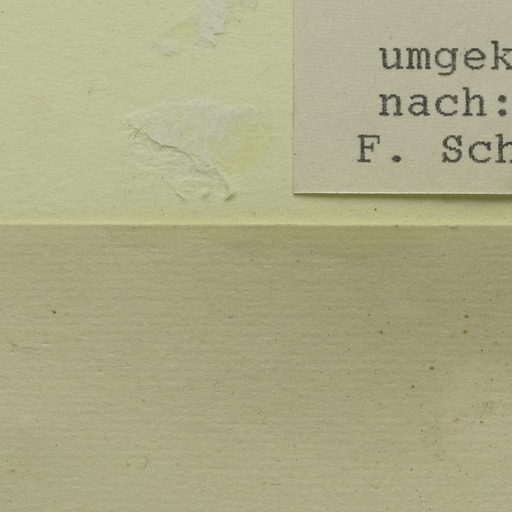 umgek
nach:
F. Sch